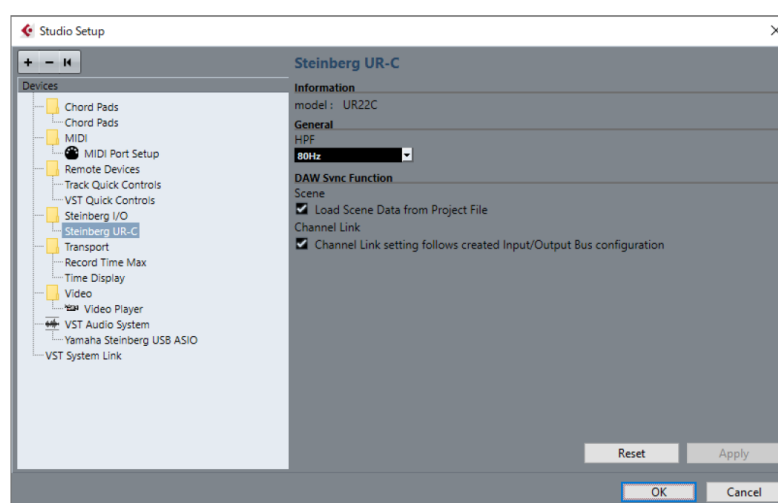 Studio Setup
Devices
Chord Pads
Chord Pads
MIDI
MIDI Port Setup
Remote Devices
Track Quick Controls
VST Quick Controls
Steinberg I/O
Steinberg UR-C
Transport
Record Time Max
Time Display
Video
Video Player
VST Audio System
Yamaha Steinberg USB ASIO
VST System Link
Steinberg UR-C
Information
model : UR22C
General
HPF
80Hz
DAW Sync Function
Scene
Load Scene Data from Project File
Channel Link
Channel Link setting follows created Input/Output Bus configuration
Reset Apply
OK Cancel